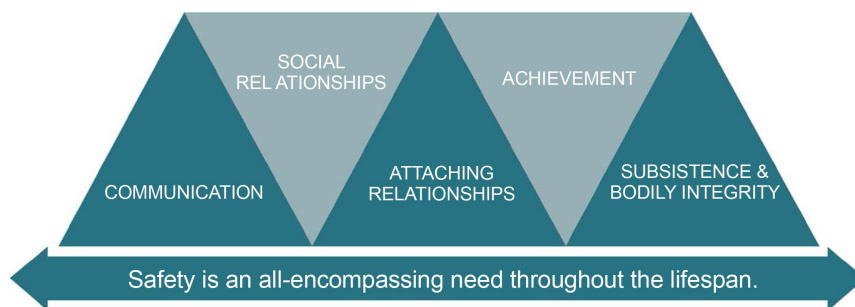 SOCIAL
REL ATIONSHIPS
ACHIEVEMENT
COMMUNICATION
ATTACHING
RELATIONSHIPS
SUBSISTENCE &
BODILY INTEGRITY
Safety is an all-encompassing need throughout the lifespan.